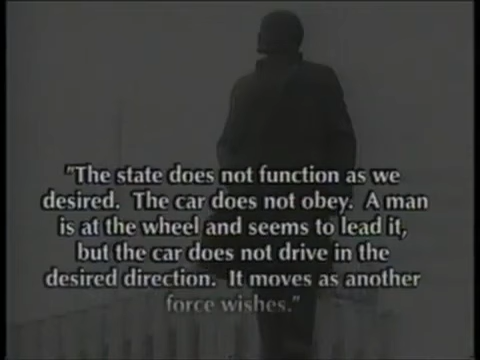 "The state does not function as we
desired.  The car does not obey.  A man
is at the wheel and seems to lead it,
but the car does not drive in the
desired direction.  It moves as another
force wishes."